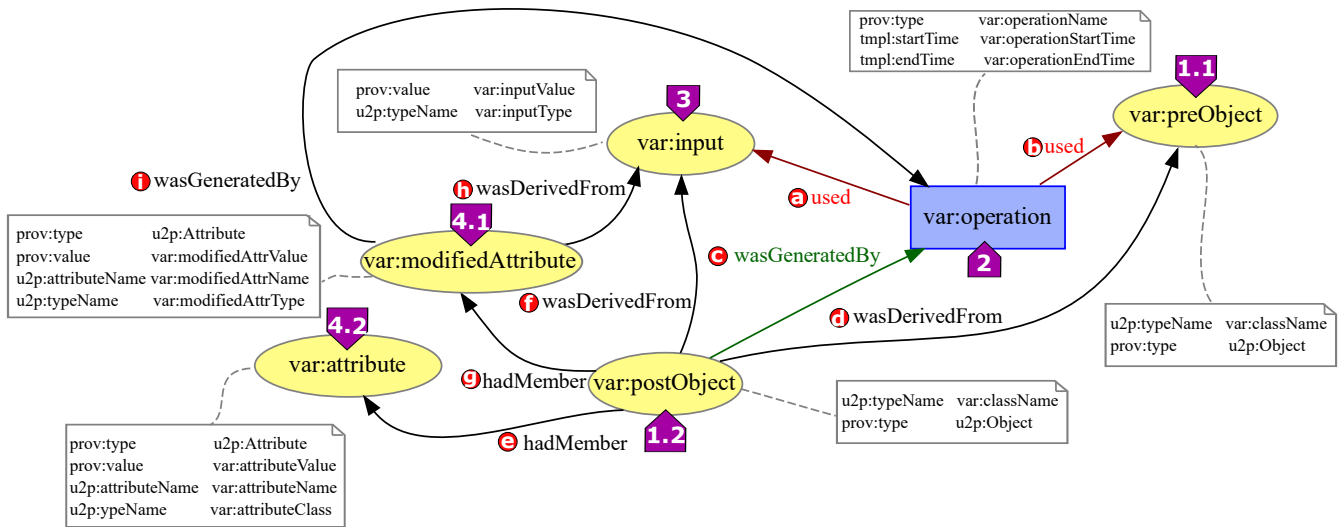 prov:type var:operationName
tmpl:startTime var:operationStartTime
tmpl:endTime var:operationEndTime
1.1
var:preObject
prov:value var:inputValue
u2p:typeName var:inputType
3
var:input
b used
i wasGeneratedBy
h wasDerivedFrom
a used
var:operation
2
4.1
var:modifiedAttribute
prov:type u2p:Attribute
prov:value var:modifiedAttrValue
u2p:attributeName var:modifiedAttrName
u2p:typeName var:modifiedAttrType
c wasGeneratedBy
f wasDerivedFrom
d wasDerivedFrom
u2p:typeName var:className
prov:type u2p:Object
4.2
var:attribute
g hadMember
var:postObject
1.2
u2p:typeName var:className
prov:type u2p:Object
e hadMember
prov:type u2p:Attribute
prov:value var:attributeValue
u2p:attributeName var:attributeName
u2p:ypeName var:attributeClass